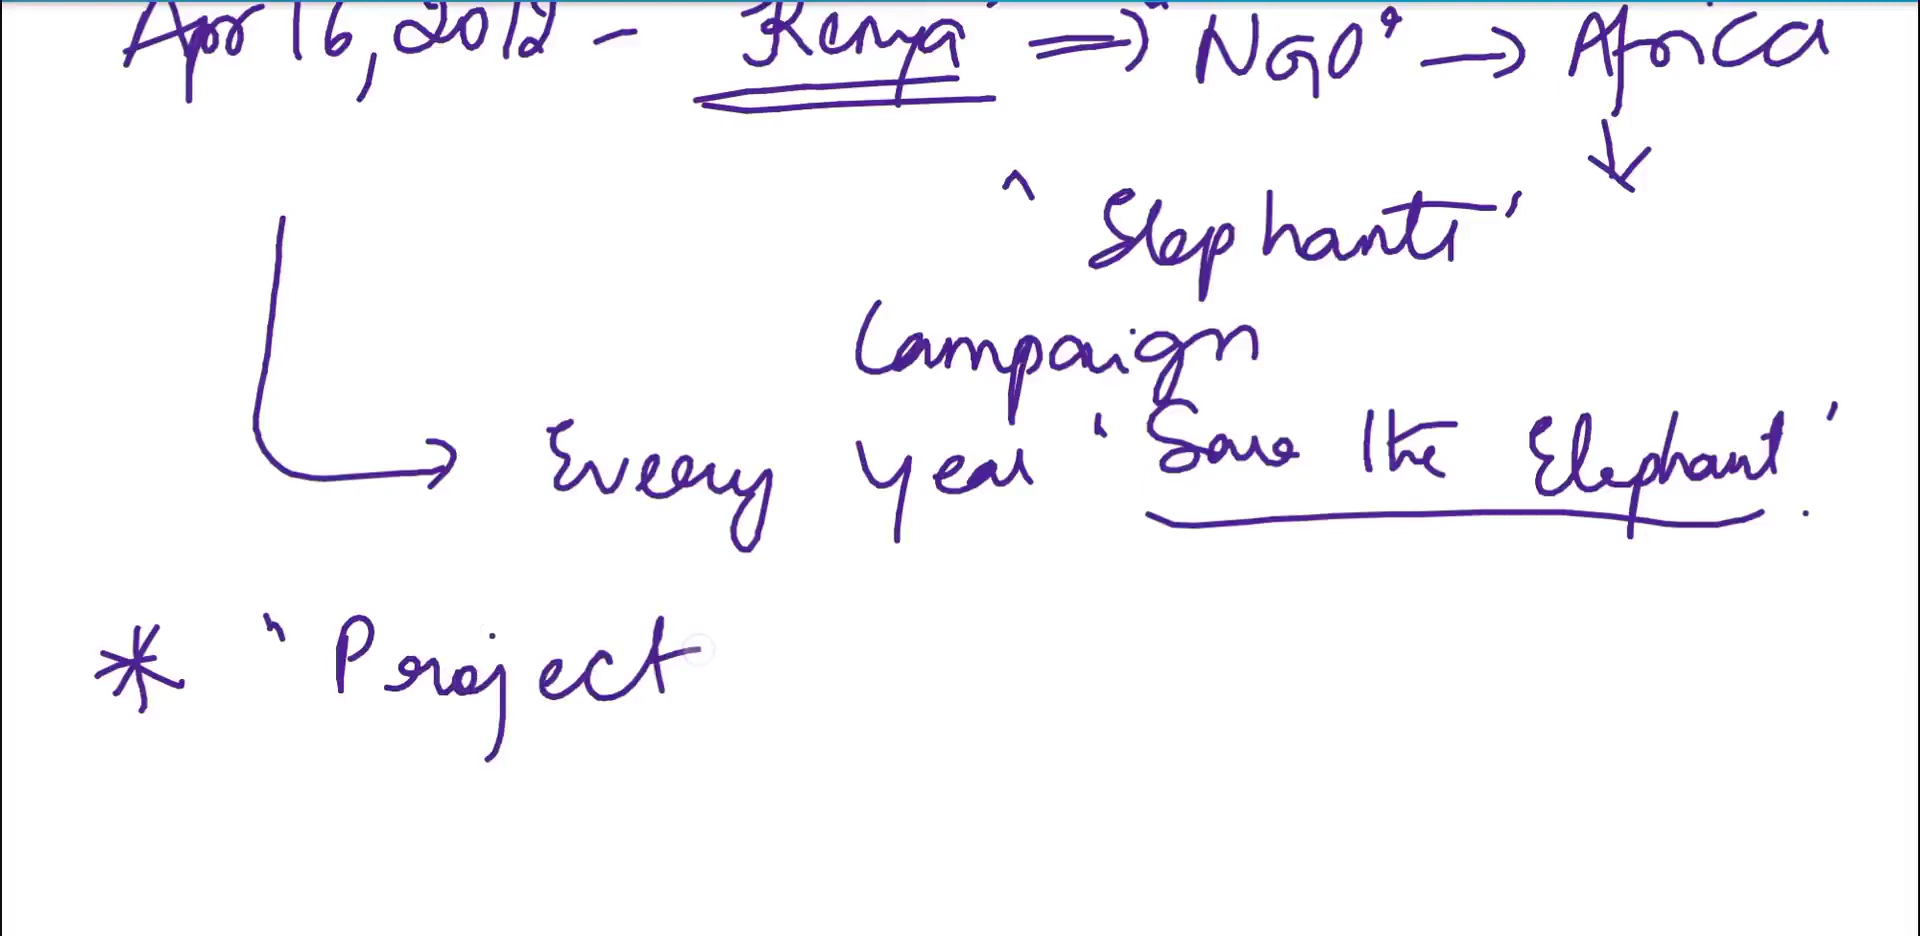 Apr 16, 2012 - Kenya ⇒ "NGO" → Africa
↓
'Elephants'
Campaign
→ Every year 'Save the Elephant'.
* "Project